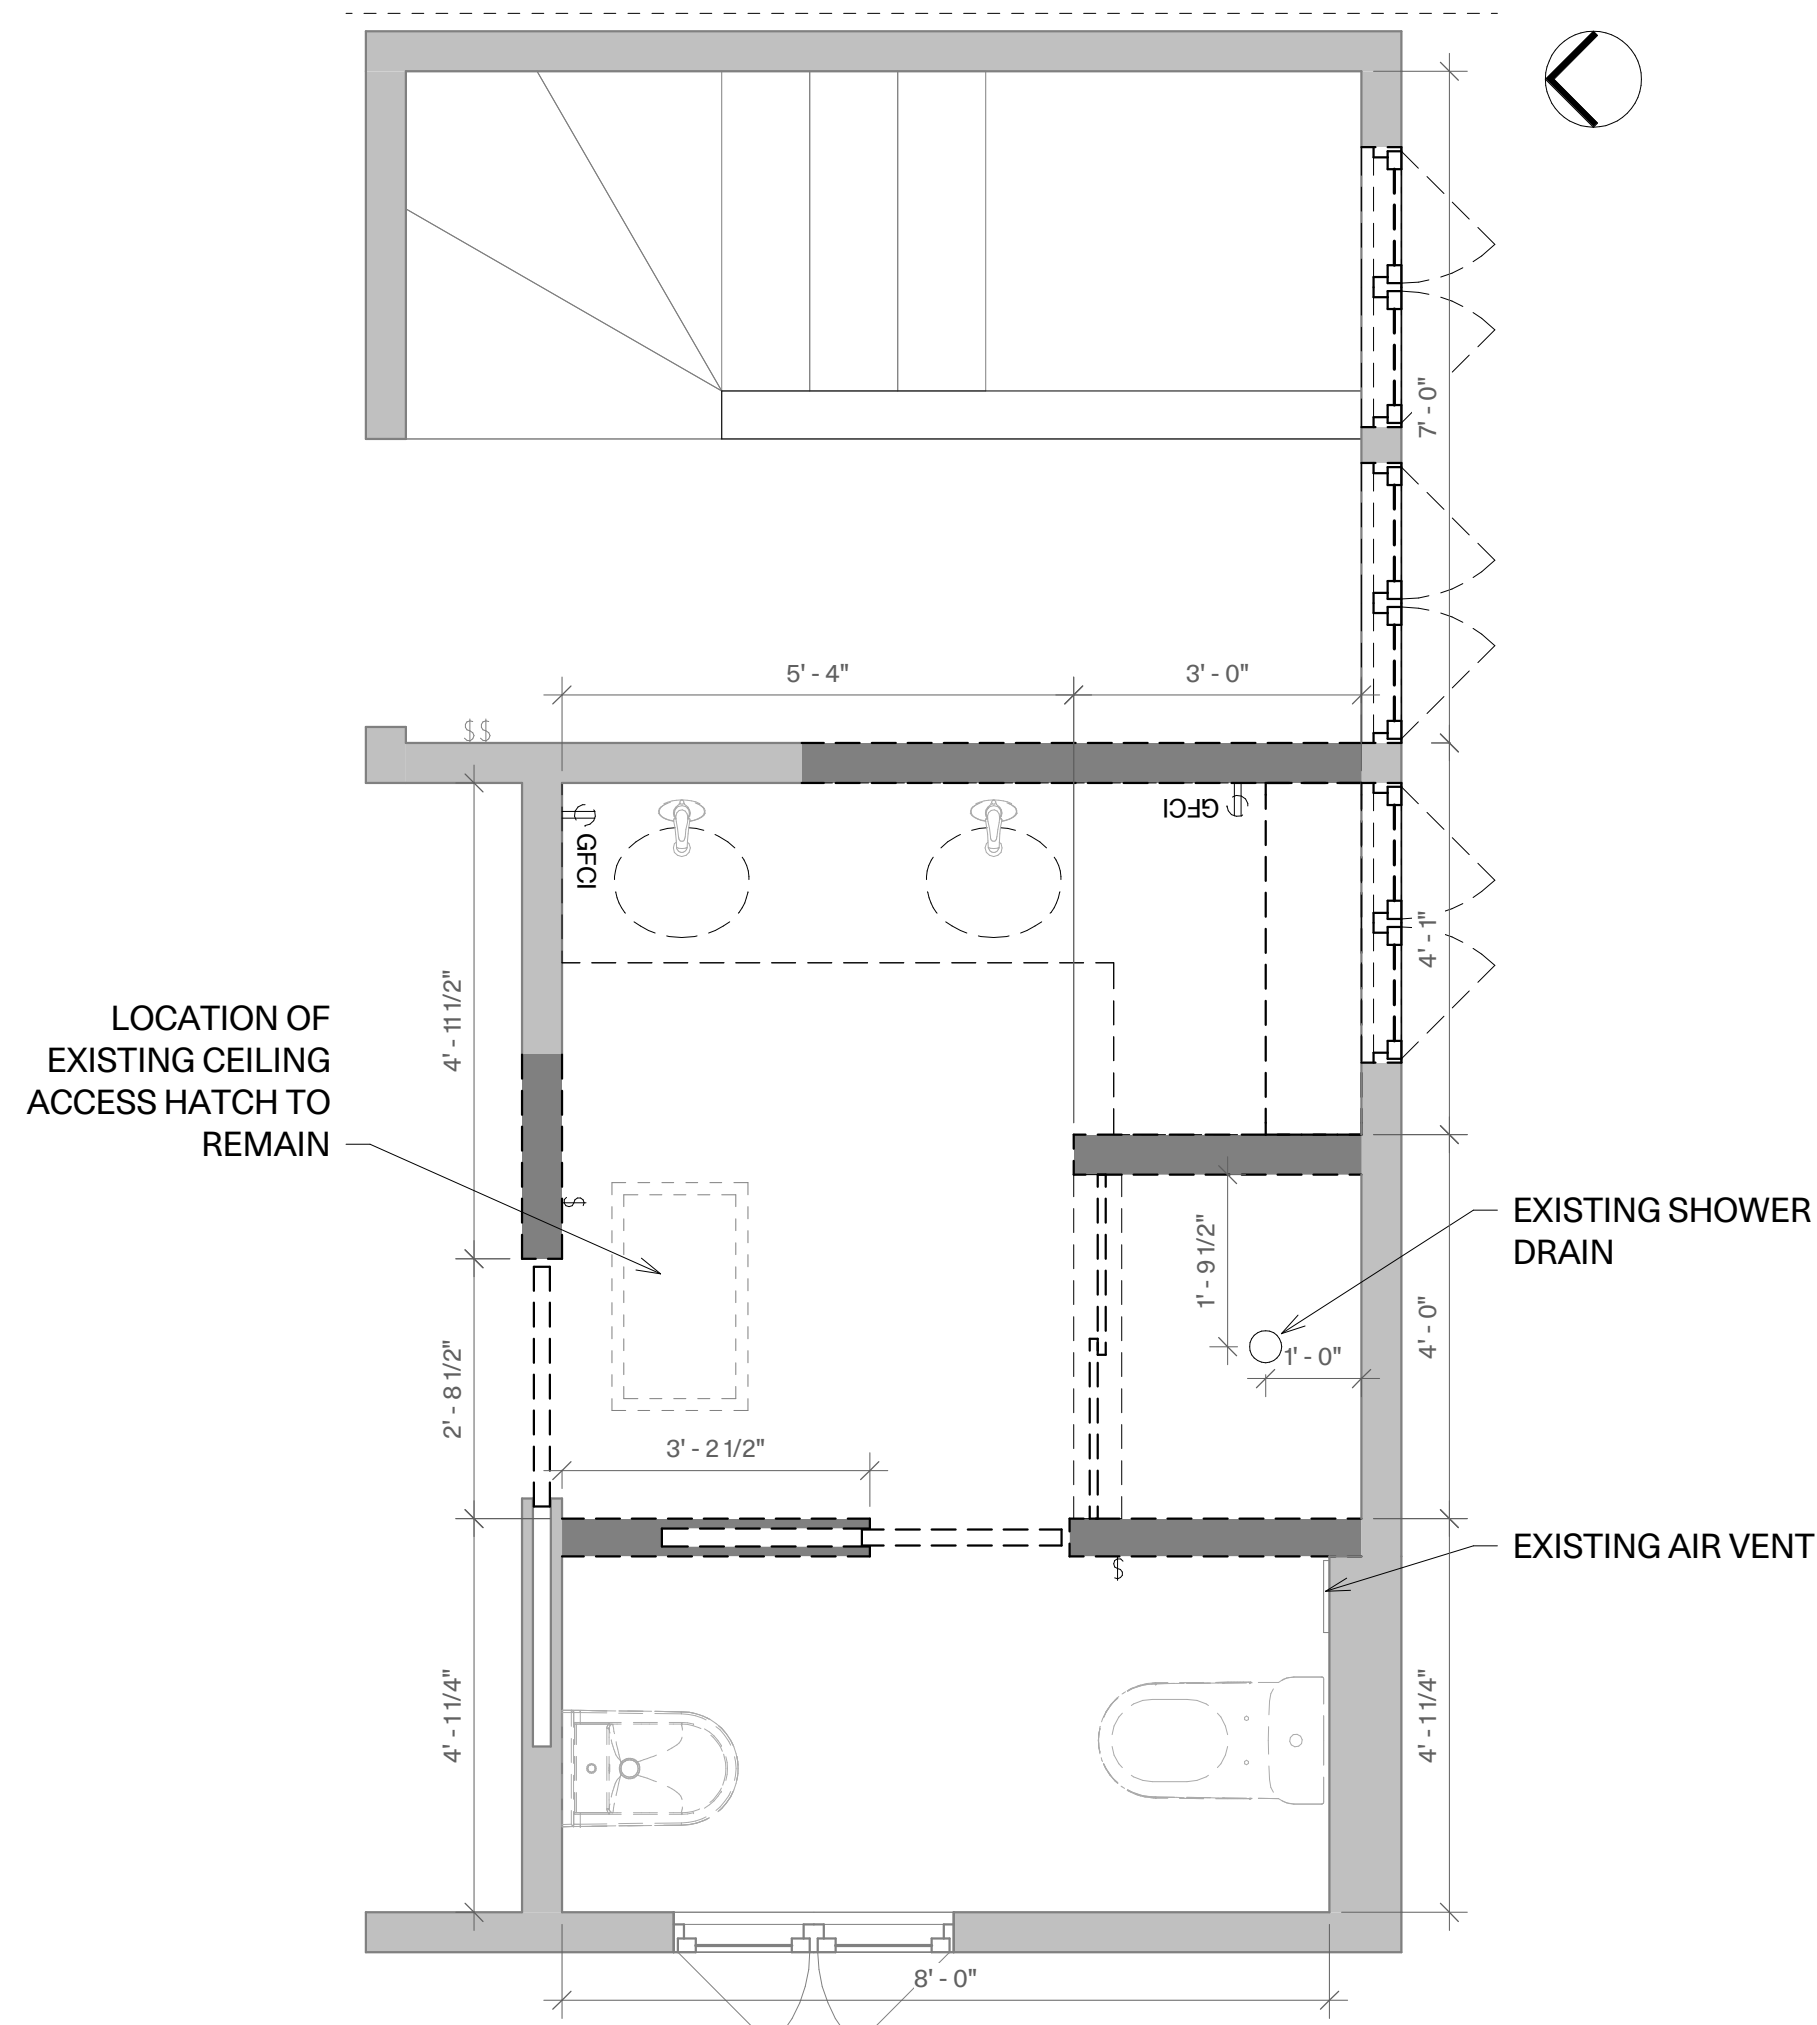 7' - 0"
5' - 4"
3' - 0"
$ $
GFCI
GFCI
4' - 1"
4' - 11 1/2"
LOCATION OF
EXISTING CEILING
ACCESS HATCH TO
REMAIN
$
EXISTING SHOWER
DRAIN
1' - 9 1/2"
1' - 0"
4' - 0"
2' - 8 1/2"
3' - 2 1/2"
EXISTING AIR VENT
$
4' - 1 1/4"
4' - 1 1/4"
8' - 0"